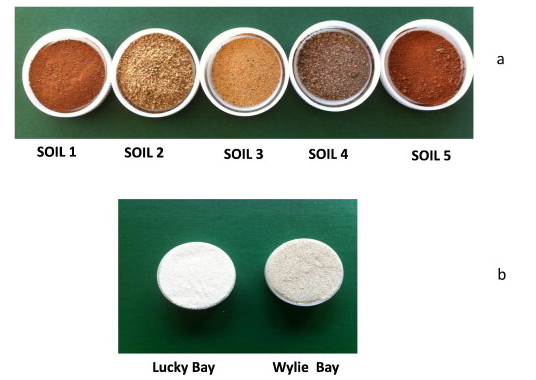 a
SOIL 1 SOIL 2 SOIL 3 SOIL 4 SOIL 5
b
Lucky Bay Wylie Bay